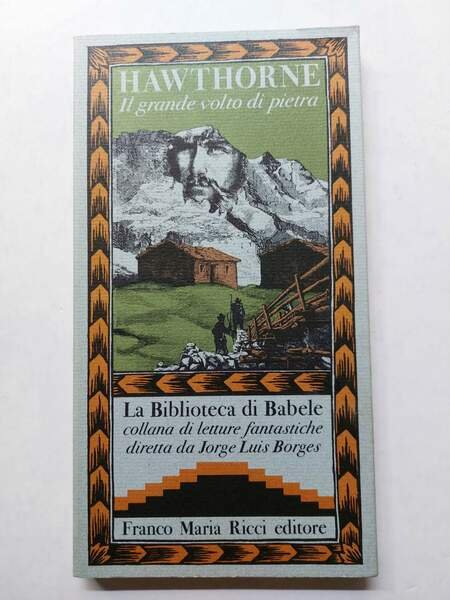 HAWTHORNE
Il grande volto di pietra
La Biblioteca di Babele
collana di letture fantastiche
diretta da Jorge Luis Borges
Franco Maria Ricci editore